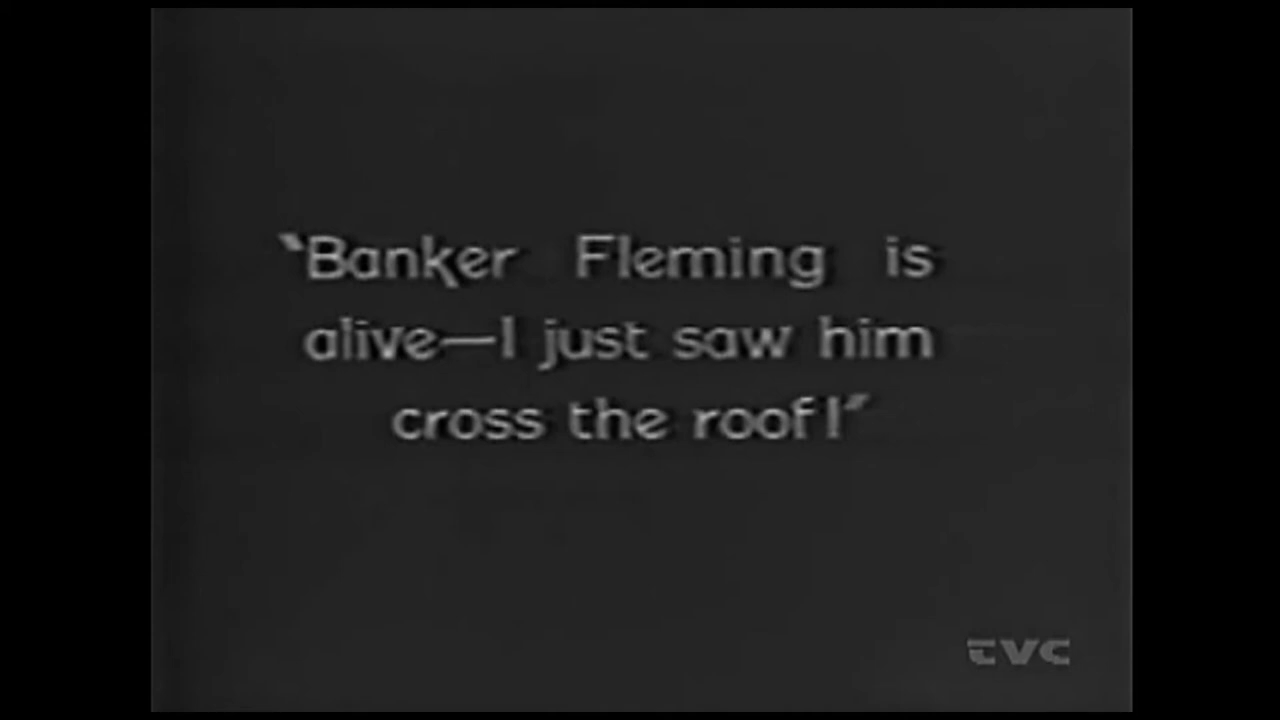 "Banker Fleming is
alive—I just saw him
cross the roof!"
TVC